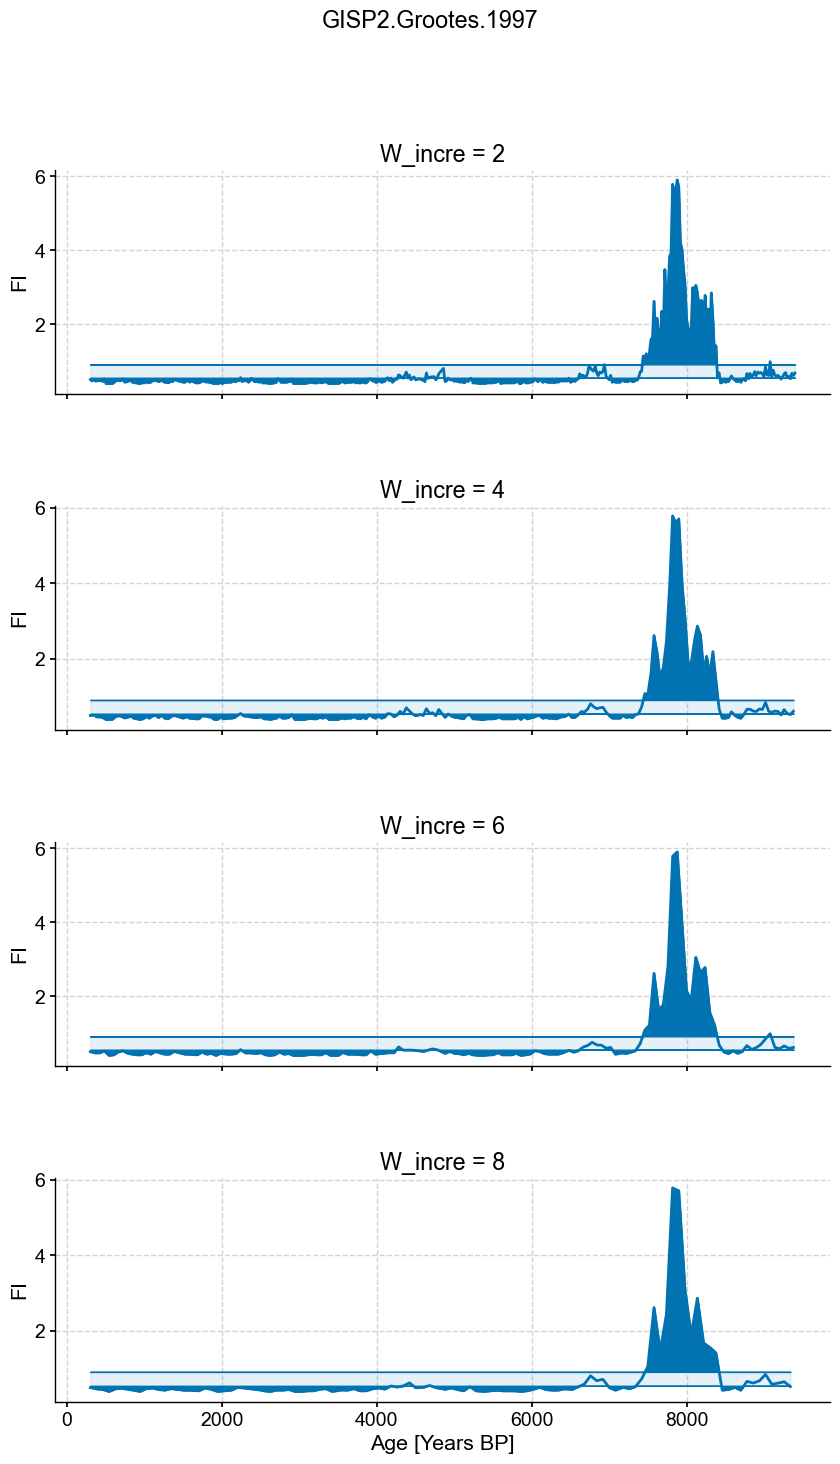 GISP2.Grootes.1997
W_incre = 2
6
4
2
FI
W_incre = 4
6
4
2
FI
W_incre = 6
6
4
2
FI
W_incre = 8
6
4
2
FI
0 2000 4000 6000 8000
Age [Years BP]